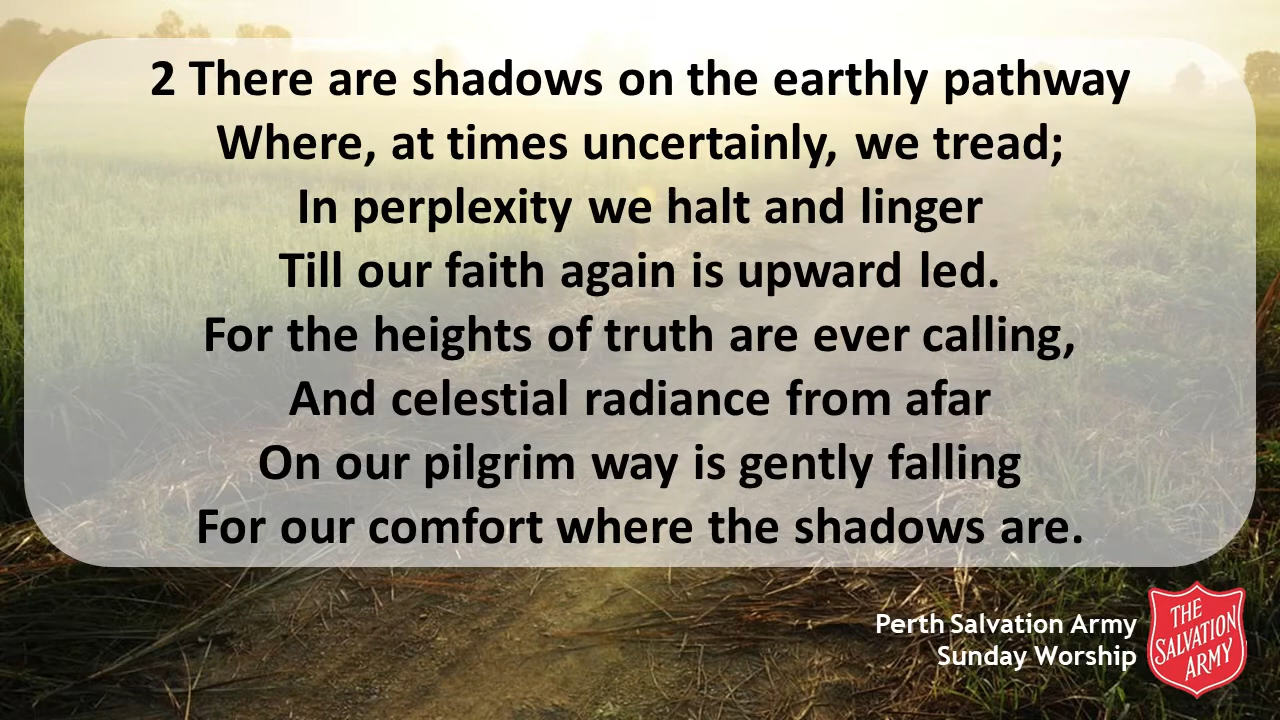 2 There are shadows on the earthly pathway
Where, at times uncertainly, we tread;
In perplexity we halt and linger
Till our faith again is upward led.
For the heights of truth are ever calling,
And celestial radiance from afar
On our pilgrim way is gently falling
For our comfort where the shadows are.
Perth Salvation Army
Sunday Worship
THE
SALVATION
ARMY